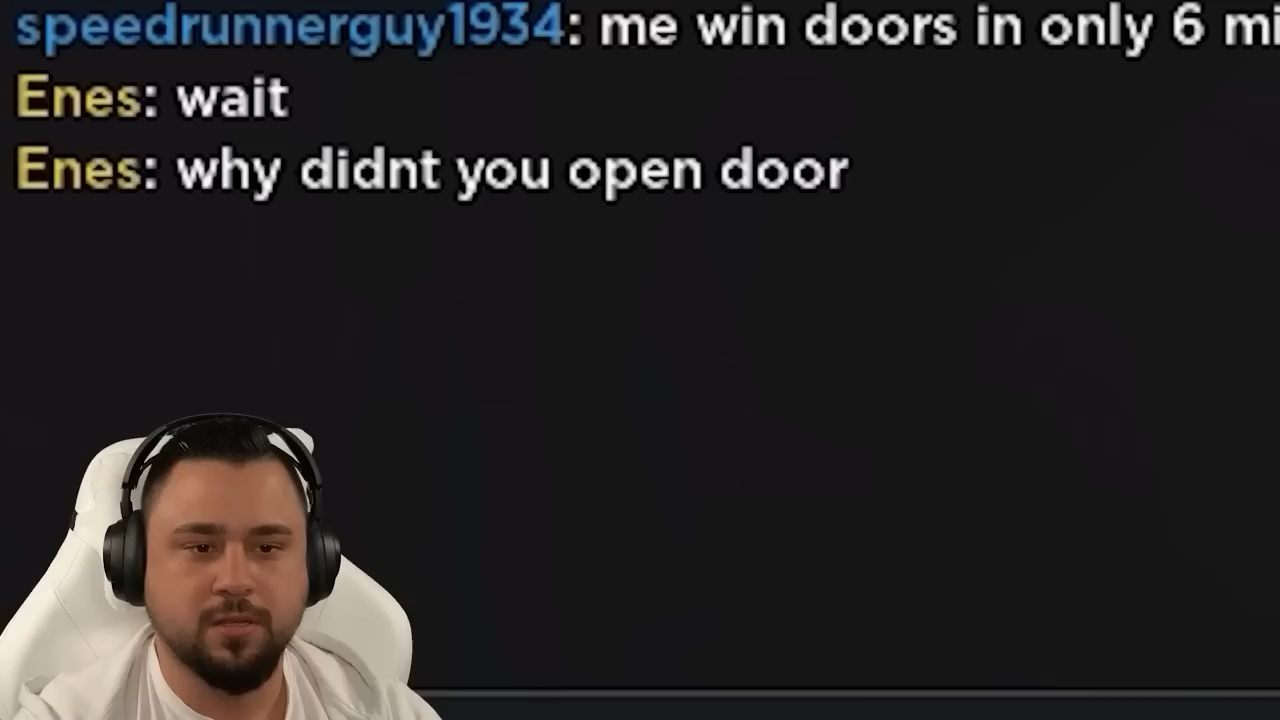 speedrunnerguy1934: me win doors in only 6
Enes: wait
Enes: why didnt you open door